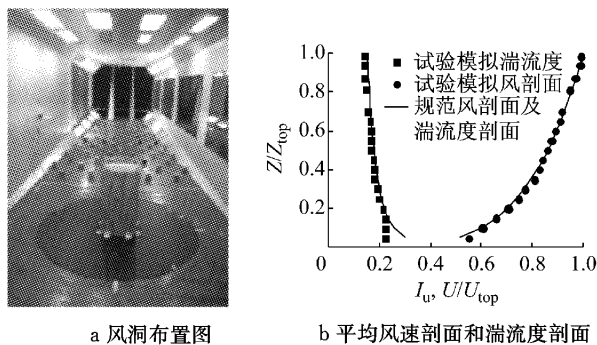 试验模拟湍流度
试验模拟风剖面
规范风剖面及
湍流度剖面
Z/Ztop
1.0
0.8
0.6
0.4
0.2
0 0.2 0.4 0.6 0.8 1.0
Iu, U/Utop
a 风洞布置图
b 平均风速剖面和湍流度剖面